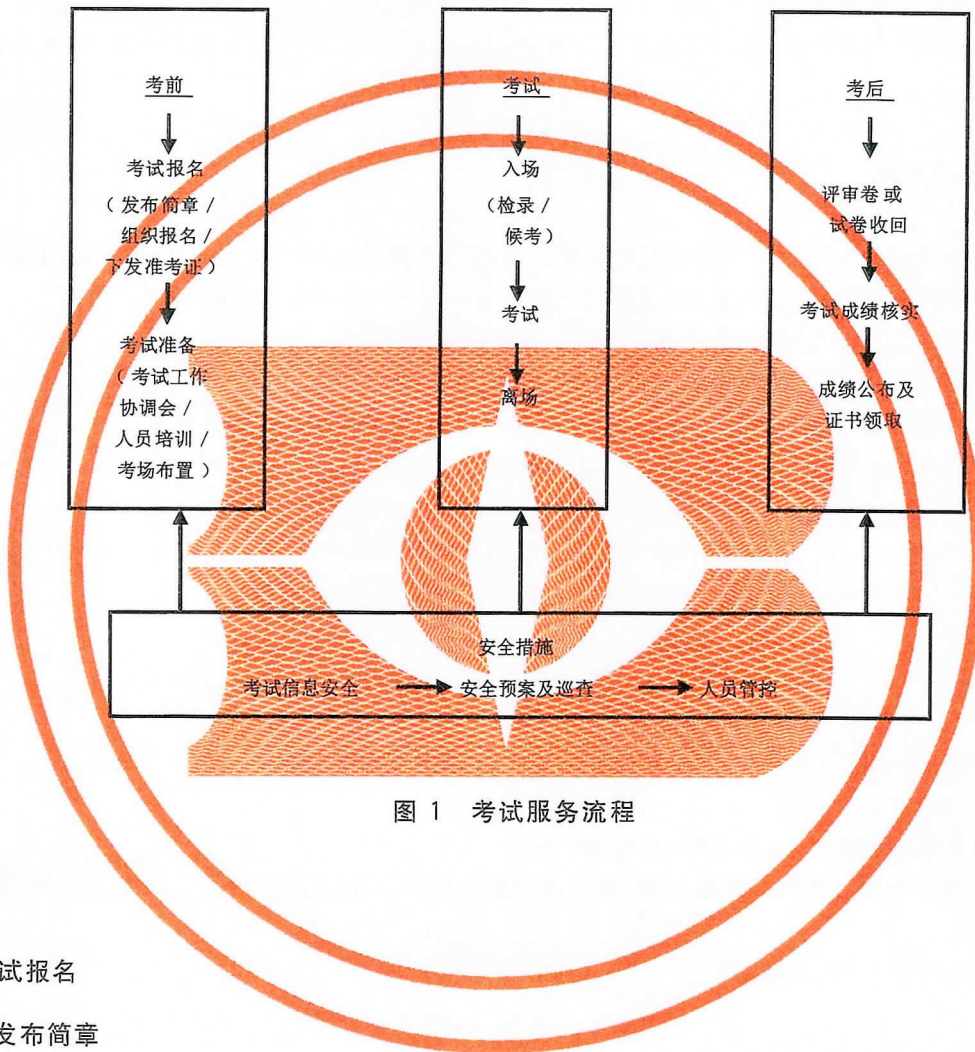 考前
考试报名
（发布简章 /
组织报名 /
下发准考证）
考试准备
（考试工作
协调会 /
人员培训 /
考场布置）
考试
入场
（检录 /
候考）
考试
离场
考后
评审卷或
试卷收回
考试成绩核实
成绩公布及
证书领取
安全措施
考试信息安全 安全预案及巡查 人员管控
图 1 考试服务流程
试报名
发布简章